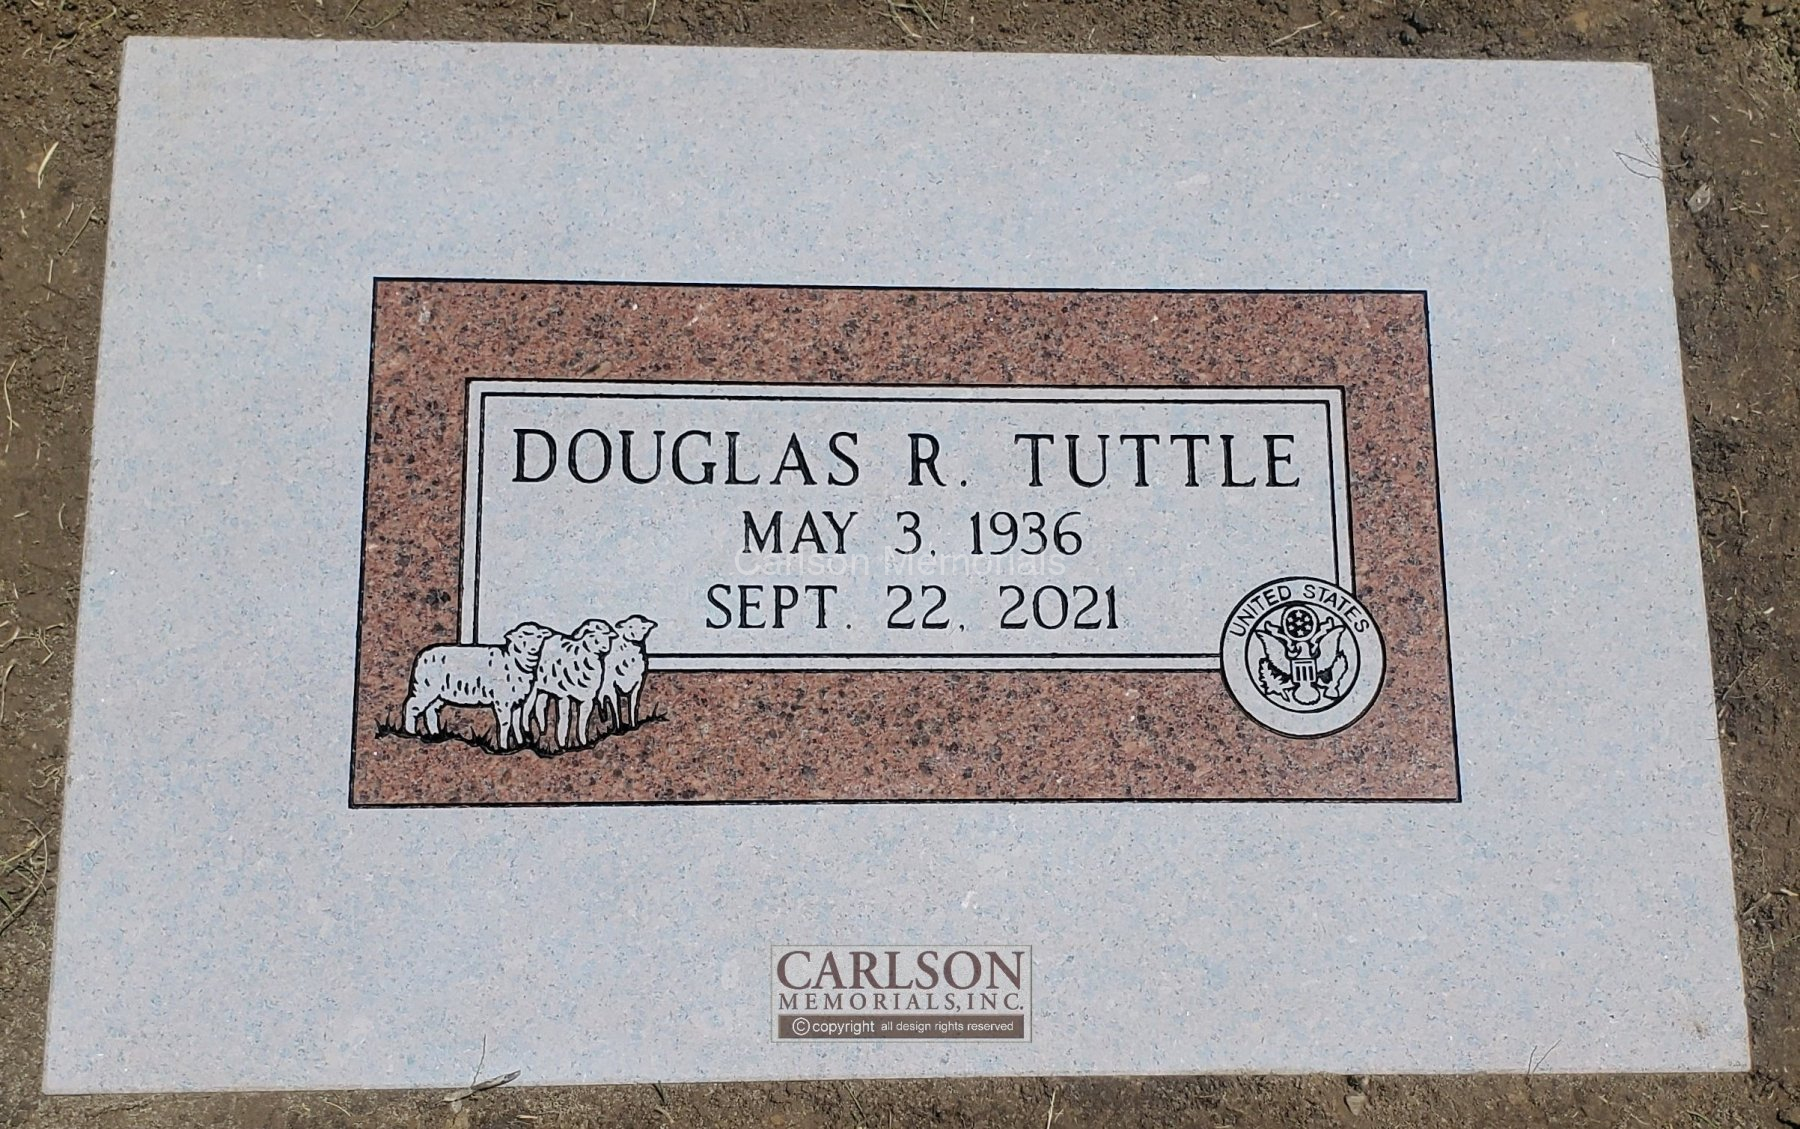 DOUGLAS R. TUTTLE
MAY 3, 1936
Carlson Memorials
SEPT. 22, 2021
UNITED STATES
CARLSON
MEMORIALS, INC.
© copyright all design rights reserved